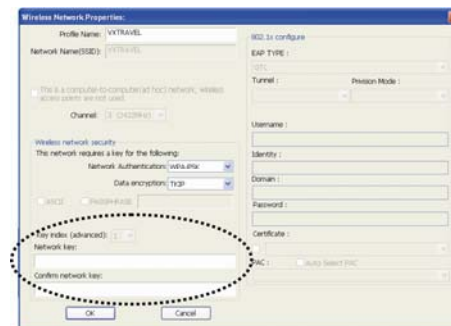 Wireless Network Properties:
Profile Name: VXTRAVEL
Network Name(SSID): VXTRAVEL
This is a computer-to-computer(ad hoc) network, wireless
access points are not used.
Channel:
Wireless network security
This network requires a key for the following:
Network Authentication: WPA-PSK
Data encryption: TKIP
ASCII PASSPHRASE
Key index (advanced): 1
Network key:
Confirm network key:
OK Cancel
802.1x configure
EAP TYPE :
GTC
Tunnel : Provision Mode :
Username :
Identity :
Domain :
Password :
Certificate :
PAC : Auto Select PAC